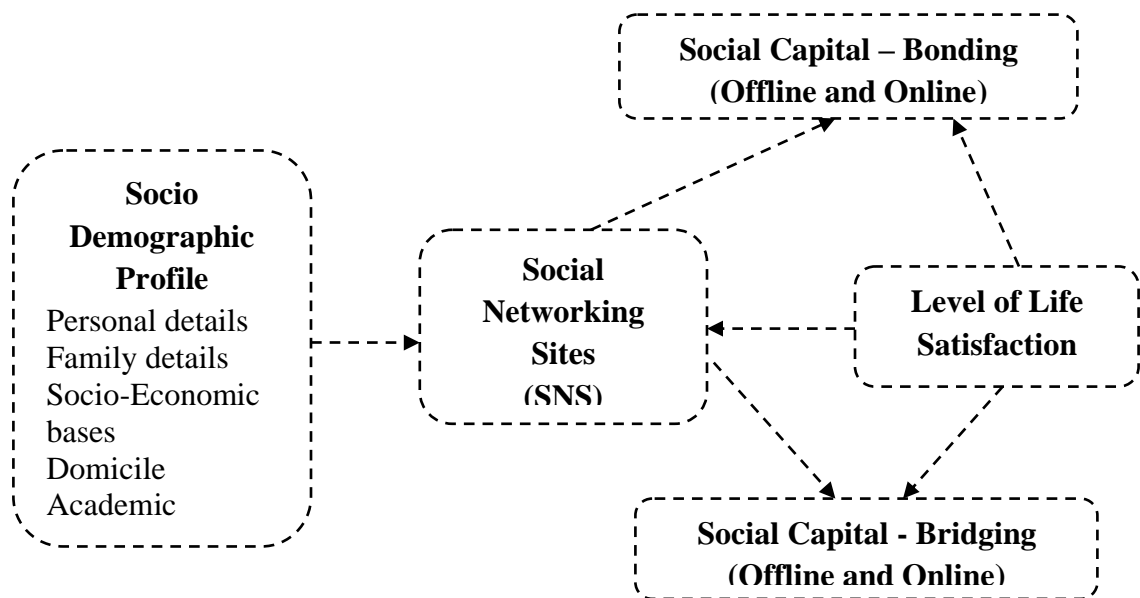 Social Capital – Bonding
(Offline and Online)
Socio
Demographic
Profile
Personal details
Family details
Socio-Economic
bases
Domicile
Academic
Social
Networking
Sites
(SNS)
Level of Life
Satisfaction
Social Capital - Bridging
(Offline and Online)